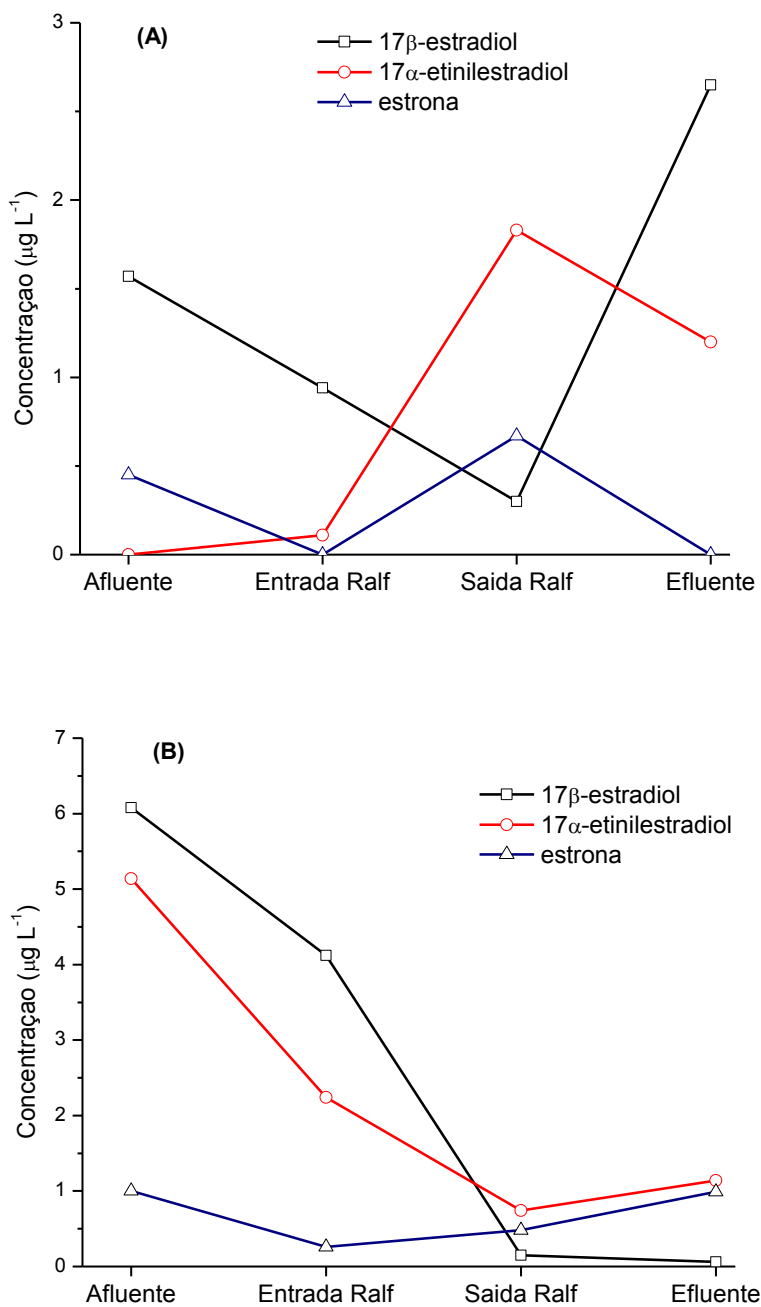 (A)
17β-estradiol
17α-etinilestradiol
estrona
3
2
1
0
Concentraçao (μg L⁻¹)
Afluente Entrada Ralf Saida Ralf Efluente
(B)
17β-estradiol
17α-etinilestradiol
estrona
7
6
5
4
3
2
1
0
Concentraçao (μg L⁻¹)
Afluente Entrada Ralf Saida Ralf Efluente